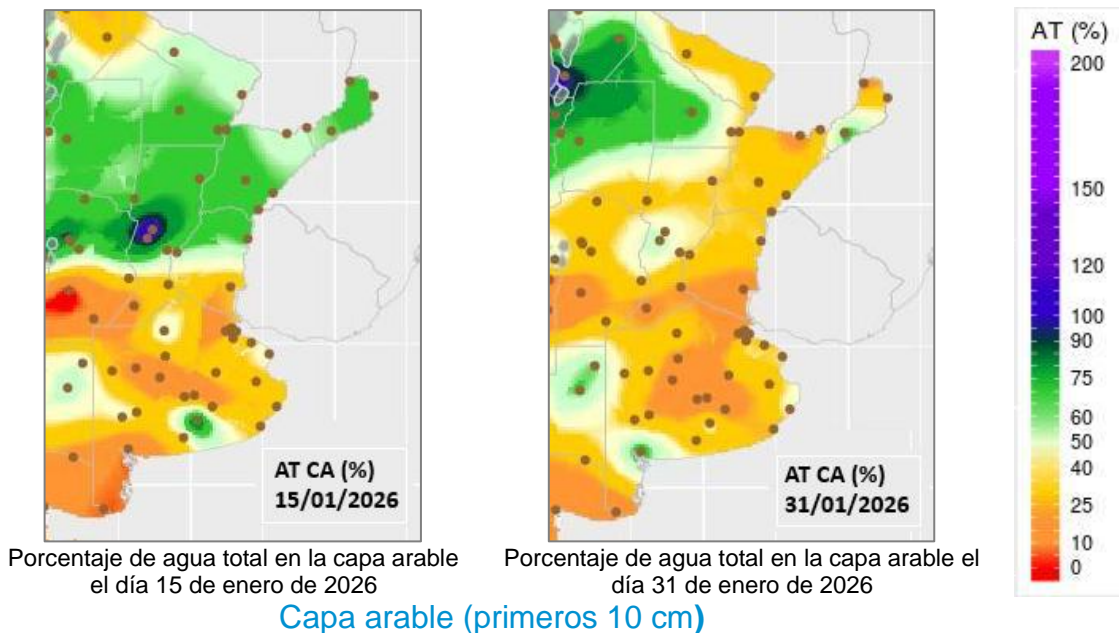 AT CA (%)
15/01/2026
AT CA (%)
31/01/2026
AT (%)
200
150
120
100
90
75
60
50
40
25
10
0
Porcentaje de agua total en la capa arable
el día 15 de enero de 2026
Porcentaje de agua total en la capa arable el
día 31 de enero de 2026
Capa arable (primeros 10 cm)